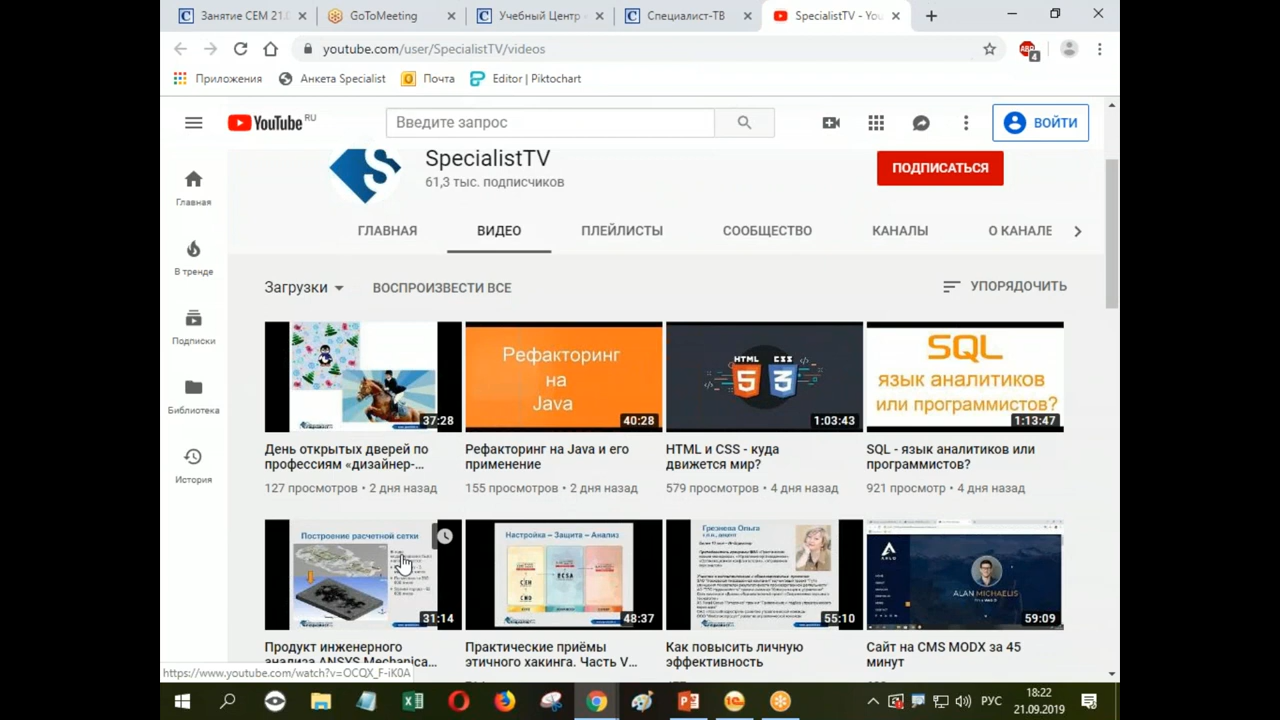 Занятие СЕМ 21.
GoToMeeting
Учебный Центр
Специалист-ТВ
SpecialistTV - You
youtube.com/user/SpecialistTV/videos
ABP
4
Приложения
Анкета Specialist
Почта
Editor | Piktochart
YouTube RU
Введите запрос
ВОЙТИ
SpecialistTV
61,3 тыс. подписчиков
ПОДПИСАТЬСЯ
Главная
В тренде
Подписки
Библиотека
История
ГЛАВНАЯ
ВИДЕО
ПЛЕЙЛИСТЫ
СООБЩЕСТВО
КАНАЛЫ
О КАНАЛЕ
Загрузки
ВОСПРОИЗВЕСТИ ВСЕ
УПОРЯДОЧИТЬ
37:28
День открытых дверей по
профессиям «дизайнер-...
127 просмотров • 2 дня назад
Рефакторинг
на
Java
40:28
Рефакторинг на Java и его
применение
155 просмотров • 2 дня назад
HTML CSS
5 3
1:03:43
HTML и CSS - куда
движется мир?
579 просмотров • 4 дня назад
SQL
язык аналитиков
или программистов?
1:13:47
SQL - язык аналитиков или
программистов?
921 просмотр • 4 дня назад
Построение расчетной сетки
31:14
Продукт инженерного
анализа ANSYS Mechanica...
Настройка – Защита – Анализ
CEH
ECSA
CND
48:37
Практические приёмы
этичного хакинга. Часть V...
Грезнева Ольга
55:10
Как повысить личную
эффективность
ALAN MICHAELIS
59:09
Сайт на CMS MODX за 45
минут
https://www.youtube.com/watch?v=OCQX_F-iK0A
РУС
18:22
21.09.2019